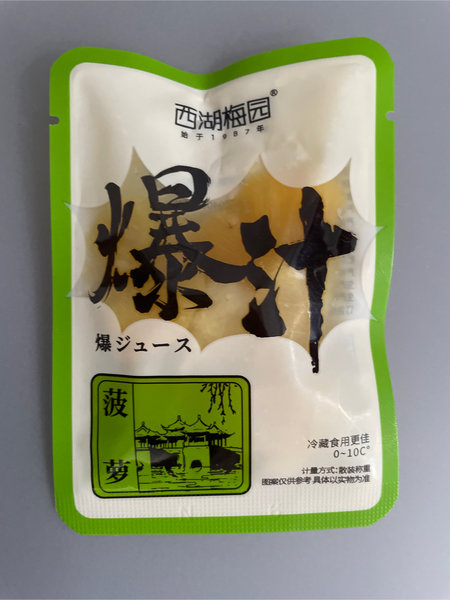 西湖梅园®
始于1987年
爆汁
爆ジュース
菠萝
冷藏食用更佳
0~10C°
计量方式:散装称重
图案仅供参考 具体以实物为准